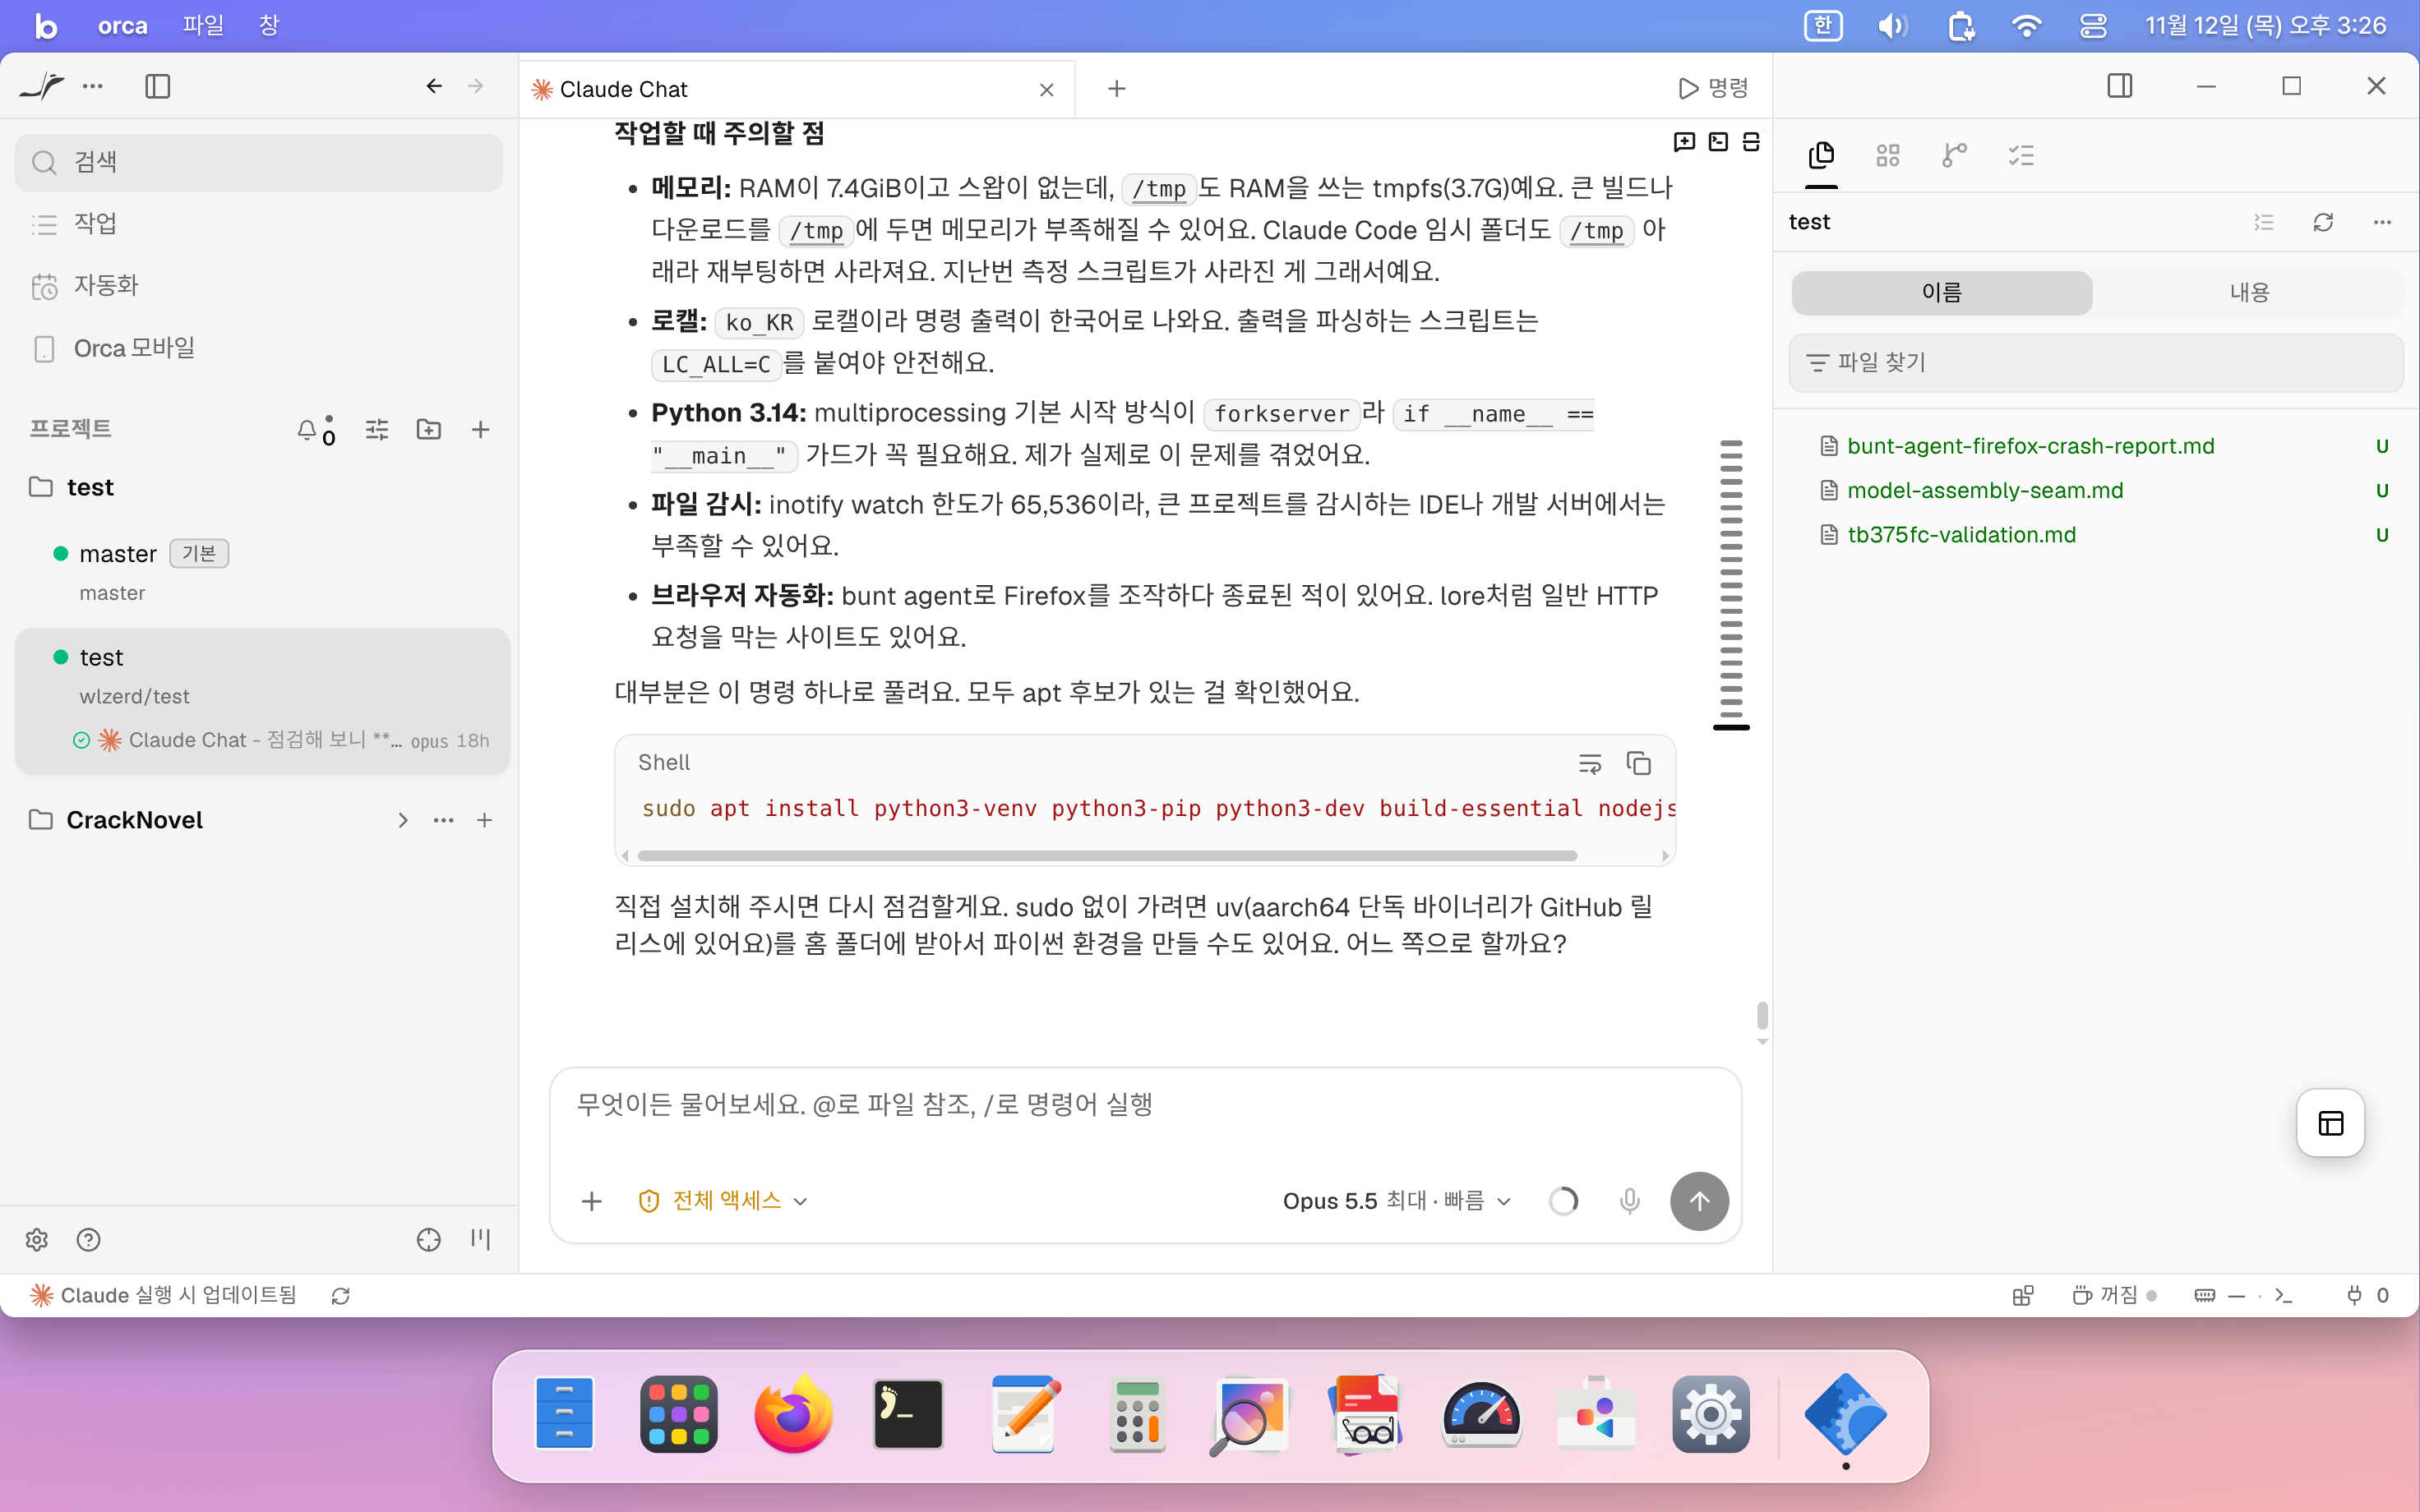 orca 파일 창
한 11월 12일 (목) 오후 3:26
Claude Chat
명령
검색
작업
자동화
Orca 모바일
프로젝트 0
test
master 기본
master
test
wlzerd/test
Claude Chat - 점검해 보니 **... opus 18h
CrackNovel
작업할 때 주의할 점
메모리: RAM이 7.4GiB이고 스왑이 없는데, /tmp도 RAM을 쓰는 tmpfs(3.7G)예요. 큰 빌드나
다운로드를 /tmp에 두면 메모리가 부족해질 수 있어요. Claude Code 임시 폴더도 /tmp 아
래라 재부팅하면 사라져요. 지난번 측정 스크립트가 사라진 게 그래서예요.
로캘: ko_KR 로캘이라 명령 출력이 한국어로 나와요. 출력을 파싱하는 스크립트는
LC_ALL=C를 붙여야 안전해요.
Python 3.14: multiprocessing 기본 시작 방식이 forkserver라 if __name__ ==
"__main__" 가드가 꼭 필요해요. 제가 실제로 이 문제를 겪었어요.
파일 감시: inotify watch 한도가 65,536이라, 큰 프로젝트를 감시하는 IDE나 개발 서버에서는
부족할 수 있어요.
브라우저 자동화: bunt agent로 Firefox를 조작하다 종료된 적이 있어요. lore처럼 일반 HTTP
요청을 막는 사이트도 있어요.
대부분은 이 명령 하나로 풀려요. 모두 apt 후보가 있는 걸 확인했어요.
Shell
sudo apt install python3-venv python3-pip python3-dev build-essential nodejs
직접 설치해 주시면 다시 점검할게요. sudo 없이 가려면 uv(aarch64 단독 바이너리가 GitHub 릴
리스에 있어요)를 홈 폴더에 받아서 파이썬 환경을 만들 수도 있어요. 어느 쪽으로 할까요?
무엇이든 물어보세요. @로 파일 참조, /로 명령어 실행
전체 액세스
Opus 5.5 최대 · 빠름
test
이름 내용
파일 찾기
bunt-agent-firefox-crash-report.md U
model-assembly-seam.md U
tb375fc-validation.md U
Claude 실행 시 업데이트됨
꺼짐 — · 0